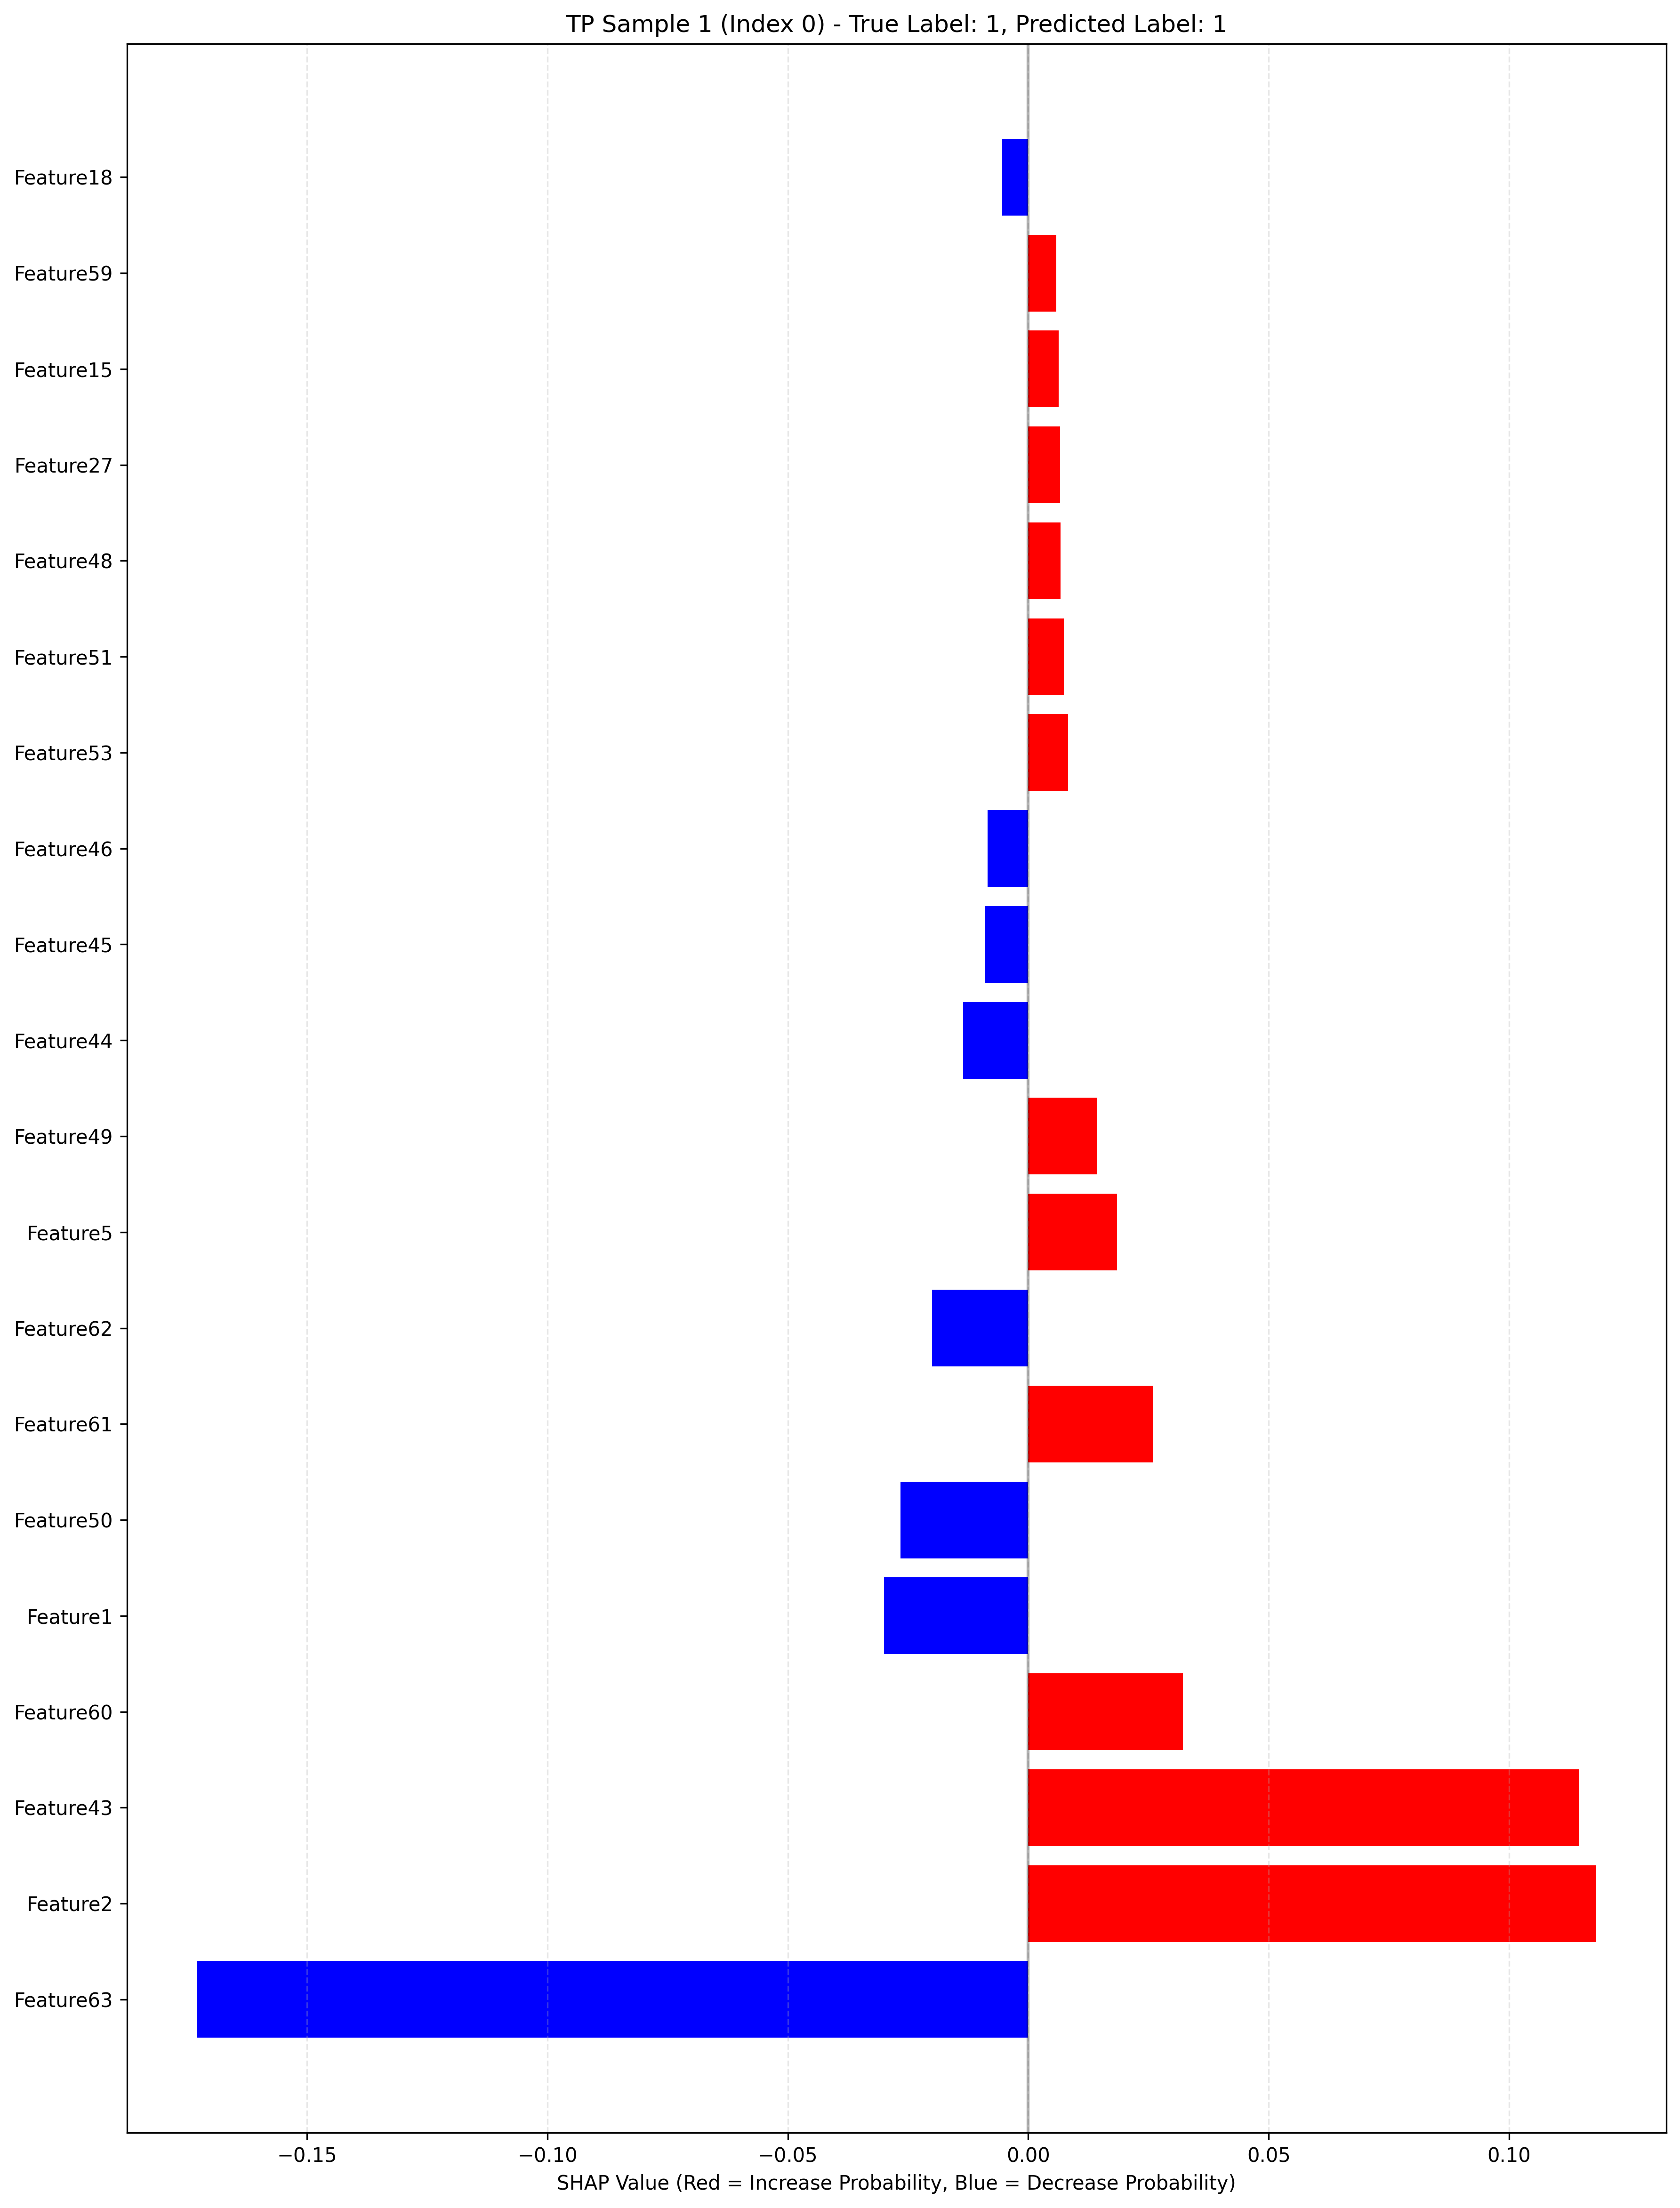 TP Sample 1 (Index 0) - True Label: 1, Predicted Label: 1
Feature18
Feature59
Feature15
Feature27
Feature48
Feature51
Feature53
Feature46
Feature45
Feature44
Feature49
Feature5
Feature62
Feature61
Feature50
Feature1
Feature60
Feature43
Feature2
Feature63
−0.15 −0.10 −0.05 0.00 0.05 0.10
SHAP Value (Red = Increase Probability, Blue = Decrease Probability)